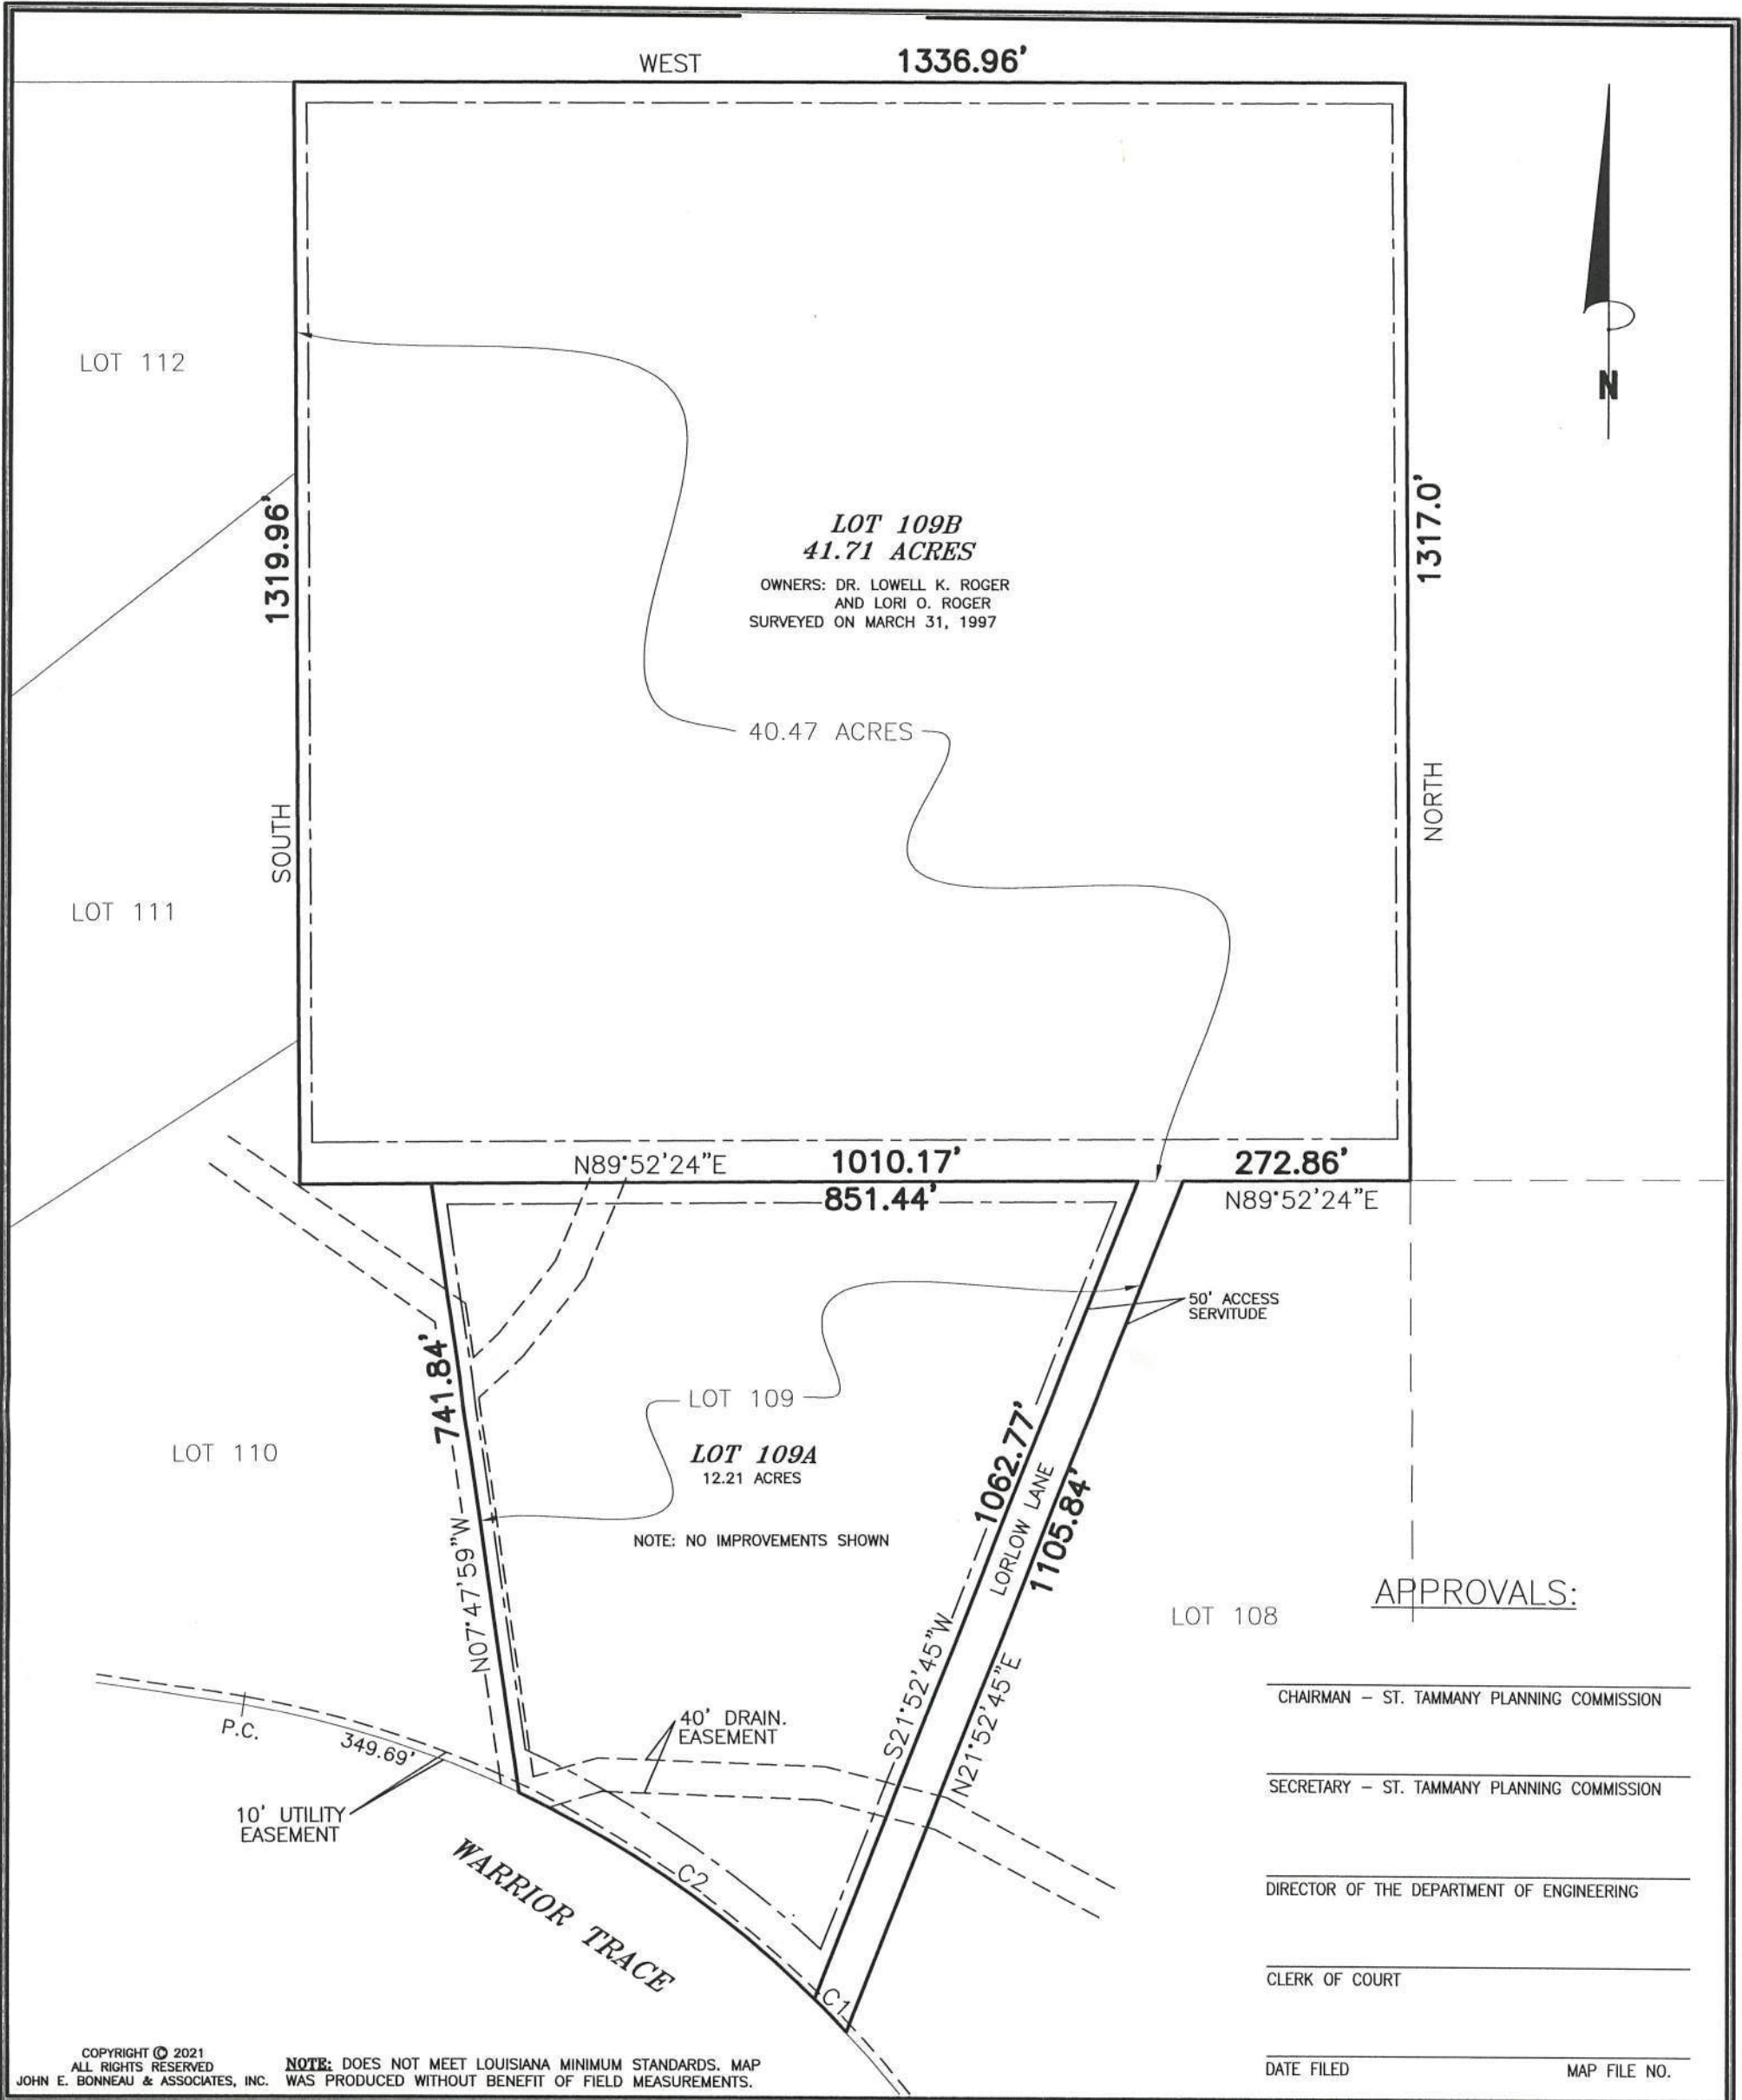 WEST 1336.96'
N
LOT 112
1319.96'
SOUTH
LOT 109B
41.71 ACRES
OWNERS: DR. LOWELL K. ROGER
AND LORI O. ROGER
SURVEYED ON MARCH 31, 1997
1317.0'
NORTH
40.47 ACRES
LOT 111
N89°52'24"E 1010.17'
272.86'
851.44'
N89°52'24"E
50' ACCESS
SERVITUDE
741.84'
N07°47'59"W
LOT 109
LOT 109A
12.21 ACRES
NOTE: NO IMPROVEMENTS SHOWN
LOT 110
1062.77'
S21°52'45"W
LORLOW LANE
1105.84'
N21°52'45"E
LOT 108
APPROVALS:
CHAIRMAN – ST. TAMMANY PLANNING COMMISSION
SECRETARY – ST. TAMMANY PLANNING COMMISSION
DIRECTOR OF THE DEPARTMENT OF ENGINEERING
CLERK OF COURT
DATE FILED MAP FILE NO.
P.C.
349.69'
40' DRAIN.
EASEMENT
10' UTILITY
EASEMENT
C2
WARRIOR TRACE
C1
COPYRIGHT © 2021
ALL RIGHTS RESERVED
JOHN E. BONNEAU & ASSOCIATES, INC.
NOTE: DOES NOT MEET LOUISIANA MINIMUM STANDARDS. MAP
WAS PRODUCED WITHOUT BENEFIT OF FIELD MEASUREMENTS.